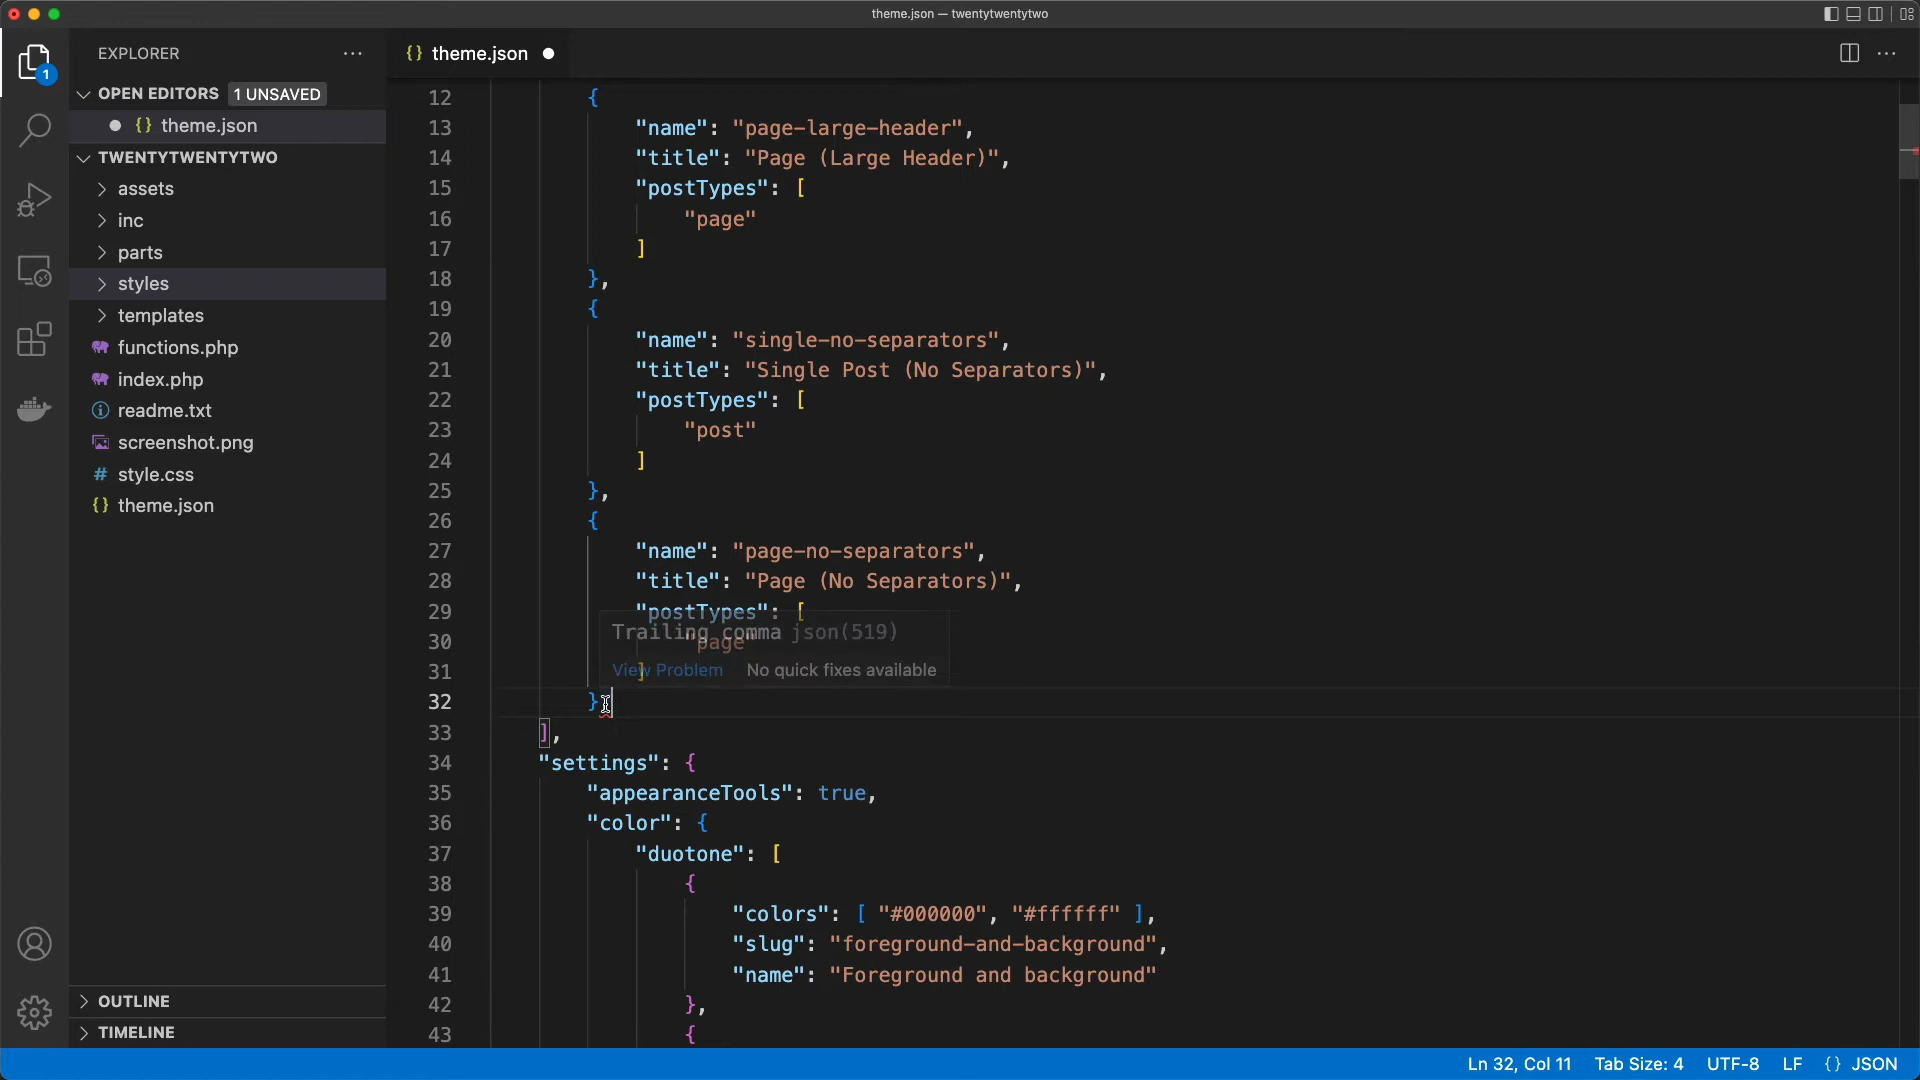 theme.json — twentytwentytwo
EXPLORER
theme.json
OPEN EDITORS 1 UNSAVED
theme.json
TWENTYTWENTYTWO
assets
inc
parts
styles
templates
functions.php
index.php
readme.txt
screenshot.png
style.css
theme.json
OUTLINE
TIMELINE
1
12 {
13 "name": "page-large-header",
14 "title": "Page (Large Header)",
15 "postTypes": [
16 "page"
17 ]
18 },
19 {
20 "name": "single-no-separators",
21 "title": "Single Post (No Separators)",
22 "postTypes": [
23 "post"
24 ]
25 },
26 {
27 "name": "page-no-separators",
28 "title": "Page (No Separators)",
29 "postTypes": [
Trailing comma json(519)
30 "page"
View Problem No quick fixes available
31 ]
32 }
33 ],
34 "settings": {
35 "appearanceTools": true,
36 "color": {
37 "duotone": [
38 {
39 "colors": [ "#000000", "#ffffff" ],
40 "slug": "foreground-and-background",
41 "name": "Foreground and background"
42 },
43 {
Ln 32, Col 11 Tab Size: 4 UTF-8 LF {} JSON